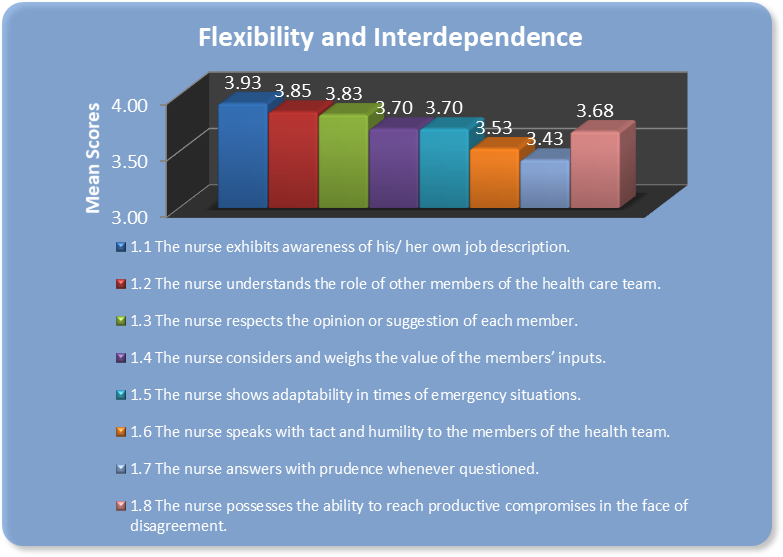 Flexibility and Interdependence
Mean Scores
4.00
3.50
3.00
3.93
3.85
3.83
3.70
3.70
3.53
3.43
3.68
1.1 The nurse exhibits awareness of his/ her own job description.
1.2 The nurse understands the role of other members of the health care team.
1.3 The nurse respects the opinion or suggestion of each member.
1.4 The nurse considers and weighs the value of the members’ inputs.
1.5 The nurse shows adaptability in times of emergency situations.
1.6 The nurse speaks with tact and humility to the members of the health team.
1.7 The nurse answers with prudence whenever questioned.
1.8 The nurse possesses the ability to reach productive compromises in the face of
disagreement.